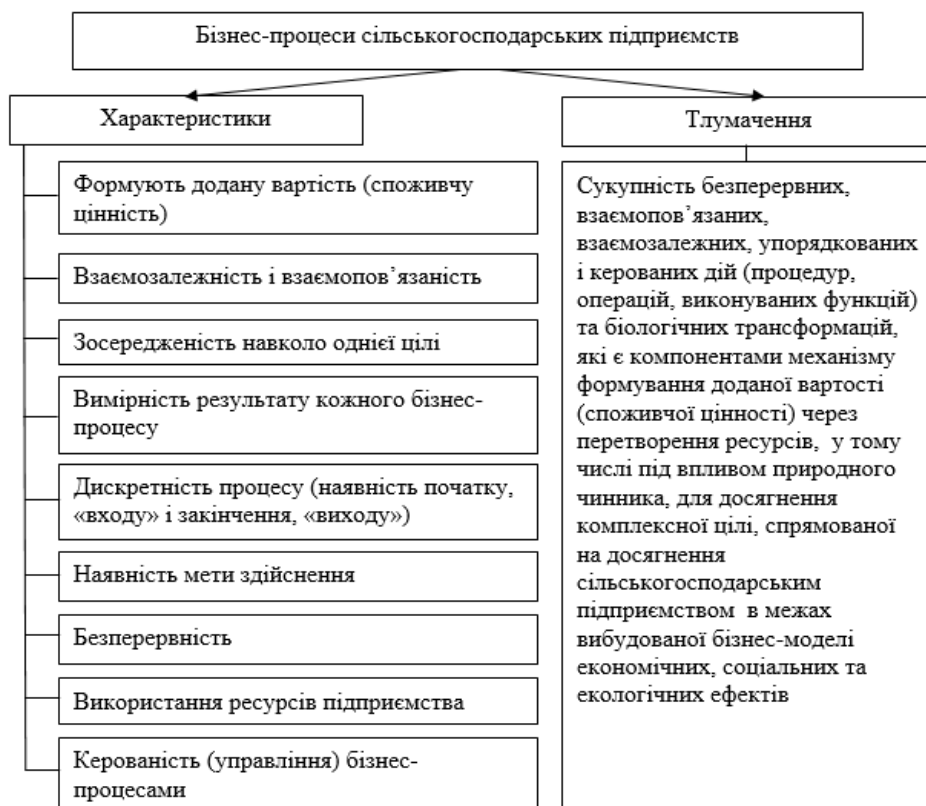 Бізнес-процеси сільськогосподарських підприємств
Характеристики
Формують додану вартість (споживчу
цінність)
Взаємозалежність і взаємопов’язаність
Зосередженість навколо однієї цілі
Вимірність результату кожного бізнес-
процесу
Дискретність процесу (наявність початку,
«входу» і закінчення, «виходу»)
Наявність мети здійснення
Безперервність
Використання ресурсів підприємства
Керованість (управління) бізнес-
процесами
Тлумачення
Сукупність безперервних,
взаємопов’язаних,
взаємозалежних, упорядкованих
і керованих дій (процедур,
операцій, виконуваних функцій)
та біологічних трансформацій,
які є компонентами механізму
формування доданої вартості
(споживчої цінності) через
перетворення ресурсів, у тому
числі під впливом природного
чинника, для досягнення
комплексної цілі, спрямованої
на досягнення
сільськогосподарським
підприємством в межах
вибудованої бізнес-моделі
економічних, соціальних та
екологічних ефектів